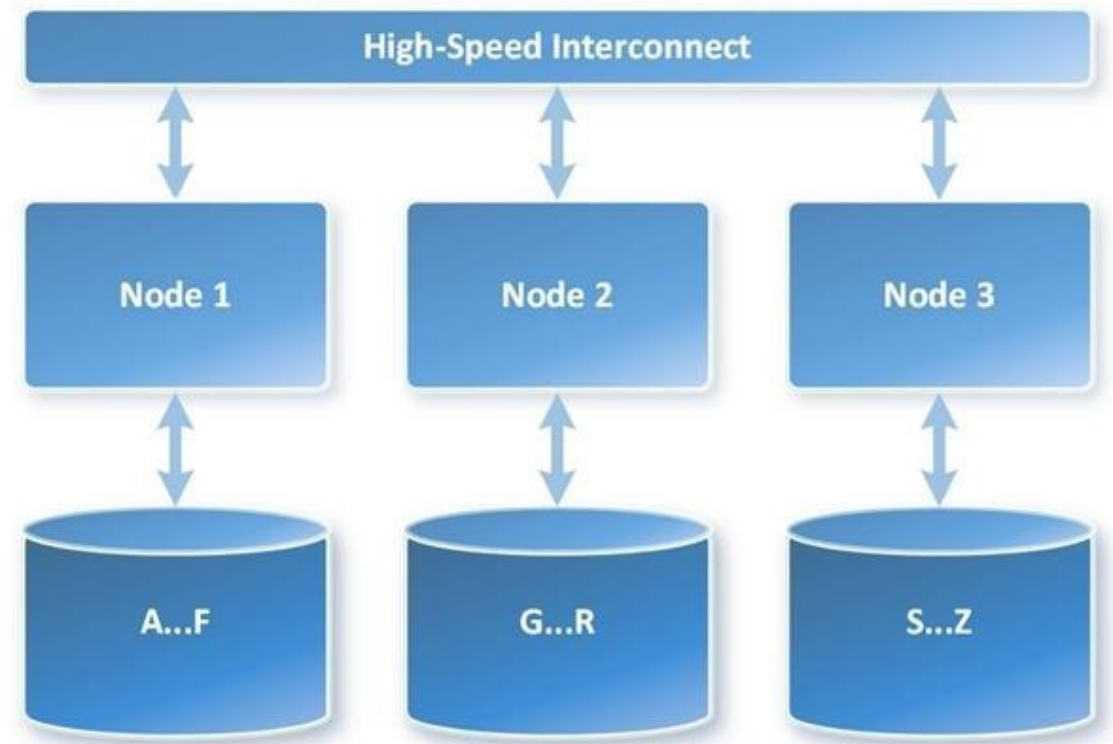 High-Speed Interconnect
Node 1
Node 2
Node 3
A...F
G...R
S...Z